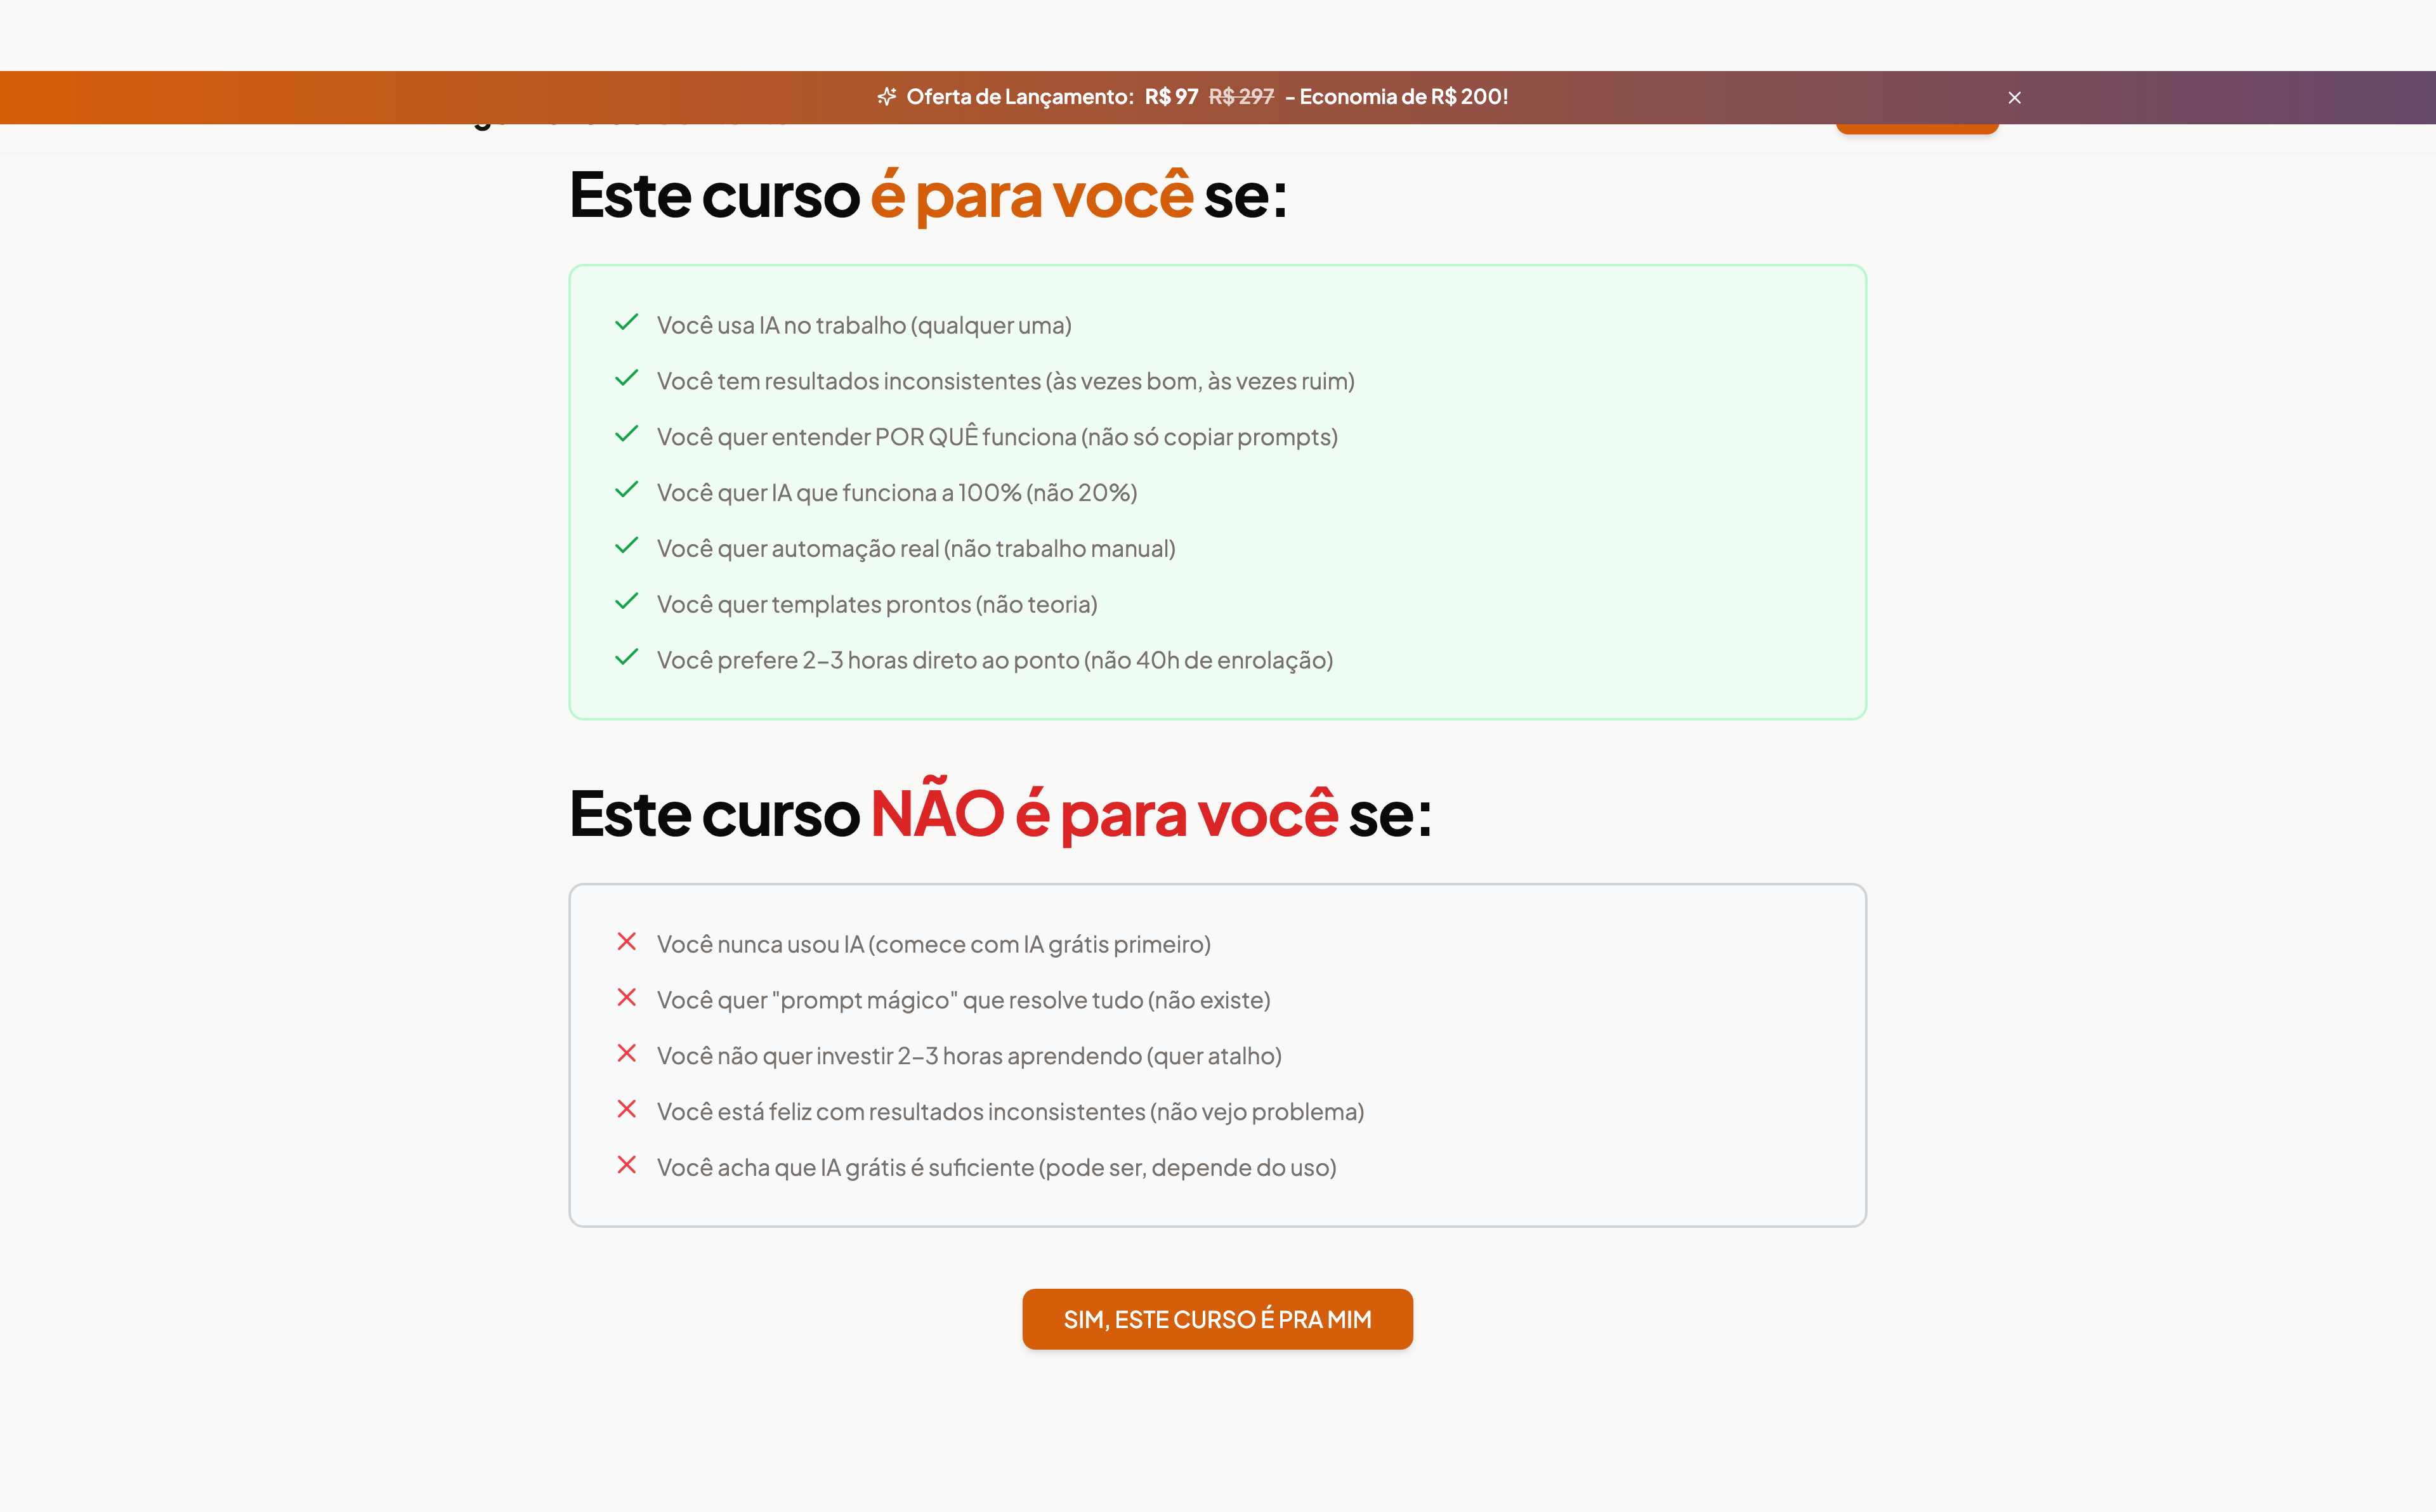 Oferta de Lançamento: R$ 97 R$ 297 - Economia de R$ 200!
Este curso é para você se:
Você usa IA no trabalho (qualquer uma)
Você tem resultados inconsistentes (às vezes bom, às vezes ruim)
Você quer entender POR QUÊ funciona (não só copiar prompts)
Você quer IA que funciona a 100% (não 20%)
Você quer automação real (não trabalho manual)
Você quer templates prontos (não teoria)
Você prefere 2-3 horas direto ao ponto (não 40h de enrolação)
Este curso NÃO é para você se:
Você nunca usou IA (comece com IA grátis primeiro)
Você quer "prompt mágico" que resolve tudo (não existe)
Você não quer investir 2-3 horas aprendendo (quer atalho)
Você está feliz com resultados inconsistentes (não vejo problema)
Você acha que IA grátis é suficiente (pode ser, depende do uso)
SIM, ESTE CURSO É PRA MIM